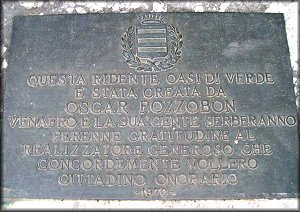 QUESTA RIDENTE OASI DI VERDE
E STATA CREATA DA
OSCAR POZZOBON
VENAFRO E LA SUA GENTE SERBERANNO
PERENNE GRATITUDINE AL
REALIZZATORE GENEROSO CHE
CONCORDEMENTE VOLLERO
CITTADINO ONORARIO
-1970-